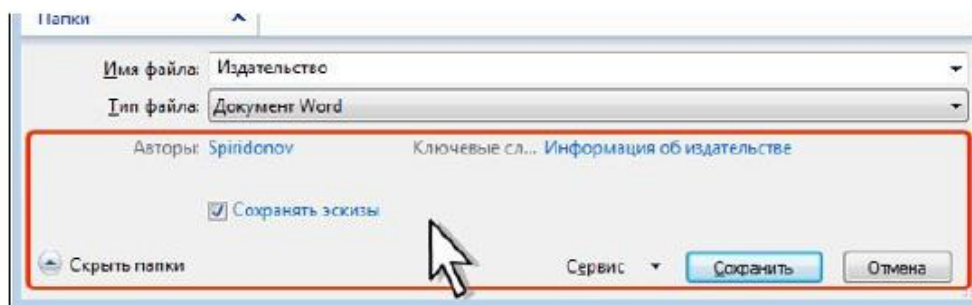 Папки
Имя файла: Издательство
Тип файла: Документ Word
Авторы: Spiridonov Ключевые сл... Информация об издательстве
Сохранять эскизы
Скрыть папки Сервис Сохранить Отмена